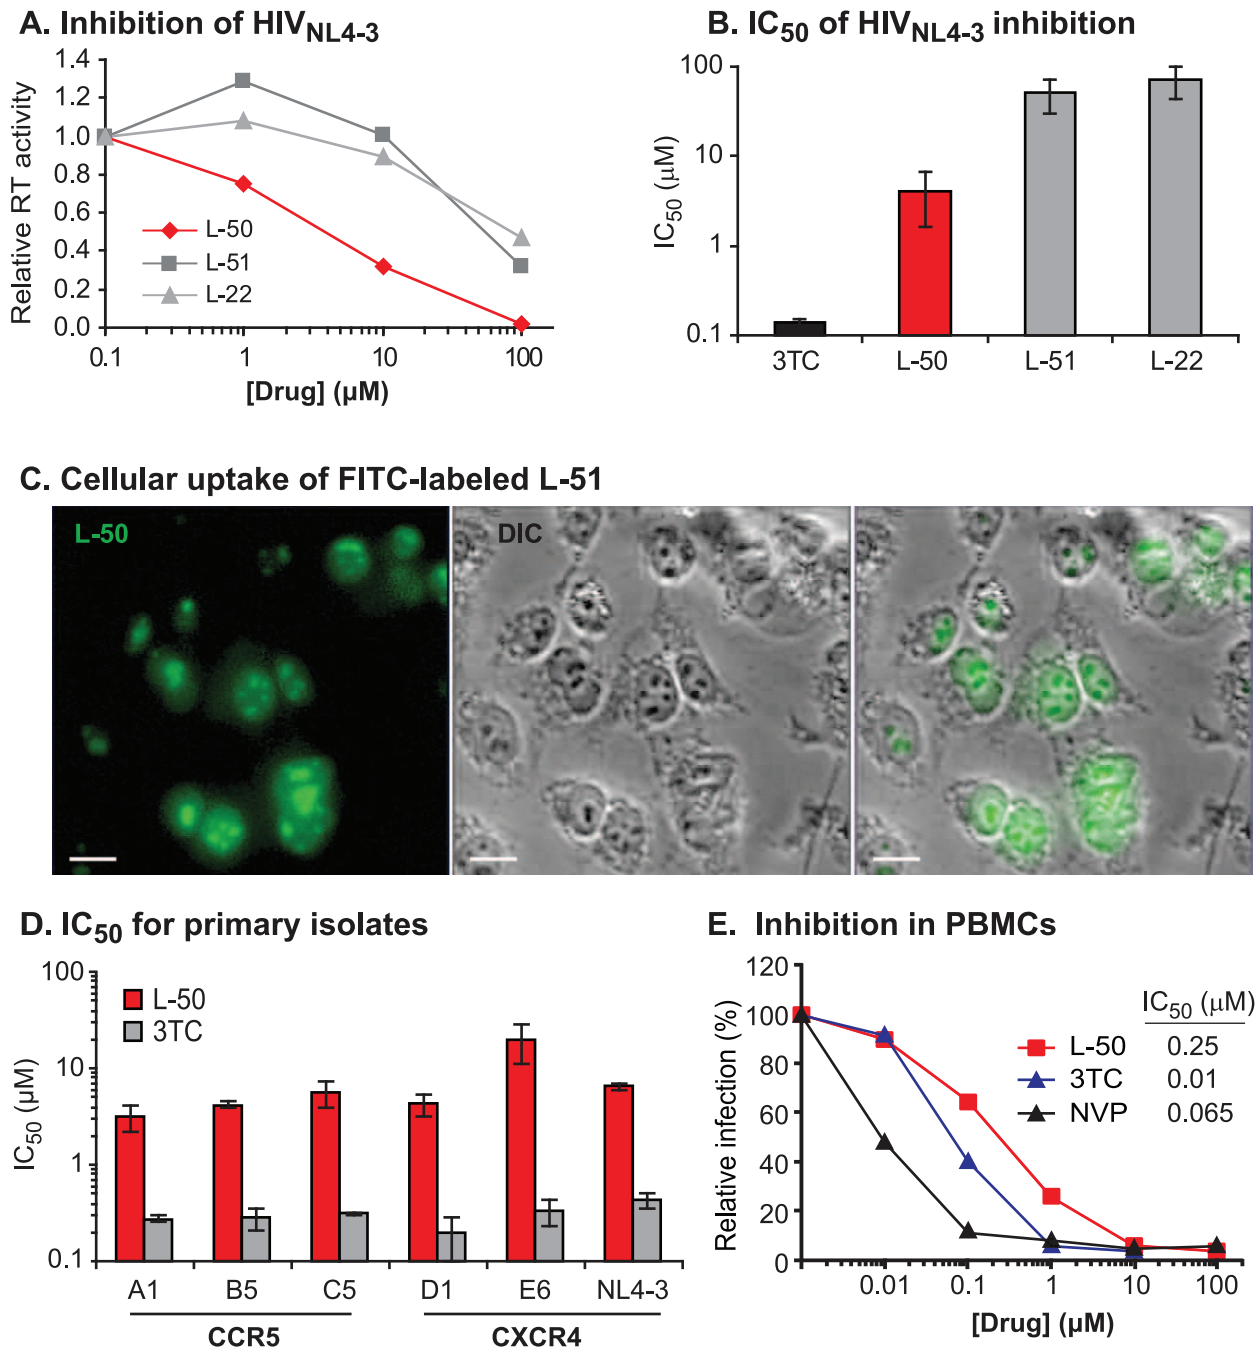 A. Inhibition of HIV NL4-3
1.4
1.2
1.0
0.8
0.6
0.4
0.2
0.0
Relative RT activity
L-50
L-51
L-22
0.1 1 10 100
[Drug] (µM)
B. IC50 of HIV NL4-3 inhibition
100
10
1
0.1
IC50 (µM)
3TC L-50 L-51 L-22
C. Cellular uptake of FITC-labeled L-51
L-50
DIC
D. IC50 for primary isolates
100
10
1
0.1
IC50 (µM)
L-50
3TC
A1 B5 C5 D1 E6 NL4-3
CCR5 CXCR4
E. Inhibition in PBMCs
120
100
80
60
40
20
0
Relative infection (%)
IC50 (µM)
L-50 0.25
3TC 0.01
NVP 0.065
0.01 0.1 1 10 100
[Drug] (µM)